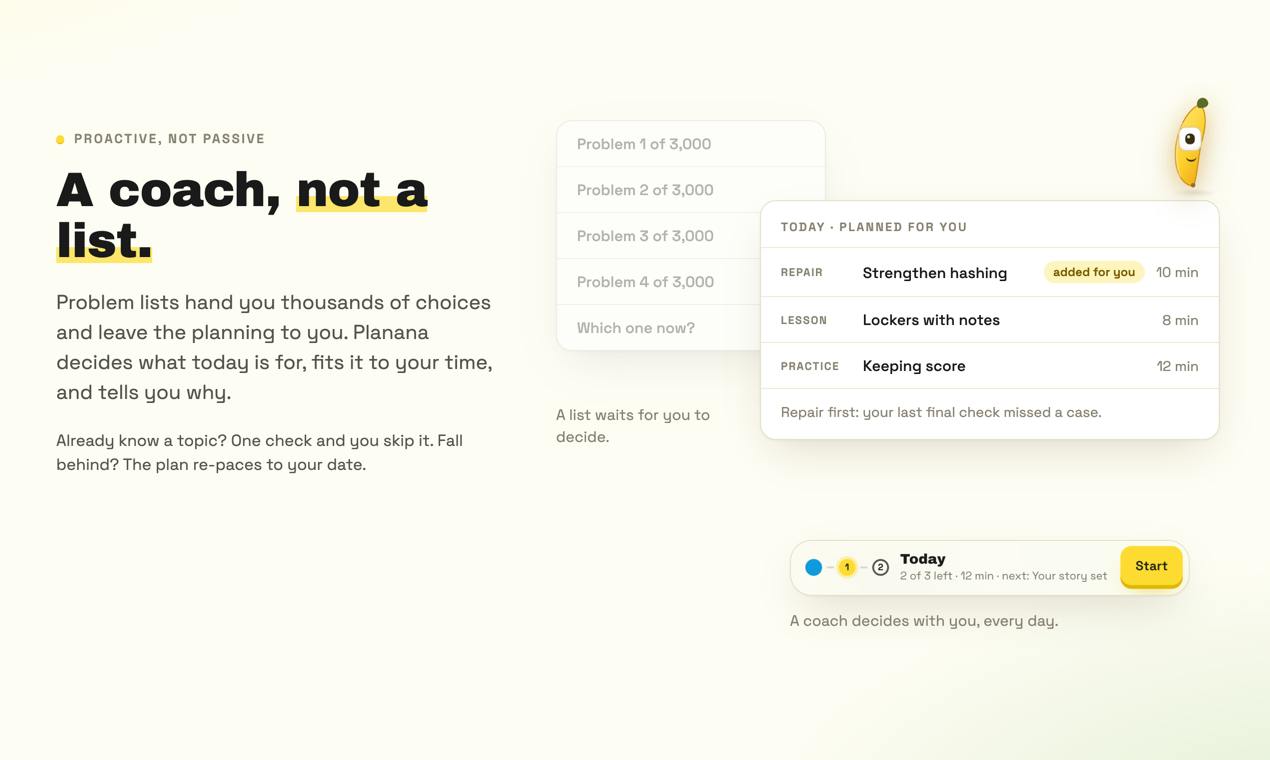 PROACTIVE, NOT PASSIVE
A coach, not a
list.
Problem lists hand you thousands of choices
and leave the planning to you. Planana
decides what today is for, fits it to your time,
and tells you why.
Already know a topic? One check and you skip it. Fall
behind? The plan re-paces to your date.
Problem 1 of 3,000
Problem 2 of 3,000
Problem 3 of 3,000
Problem 4 of 3,000
Which one now?
A list waits for you to
decide.
TODAY · PLANNED FOR YOU
REPAIR Strengthen hashing added for you 10 min
LESSON Lockers with notes 8 min
PRACTICE Keeping score 12 min
Repair first: your last final check missed a case.
1 2
Today
2 of 3 left · 12 min · next: Your story set
Start
A coach decides with you, every day.